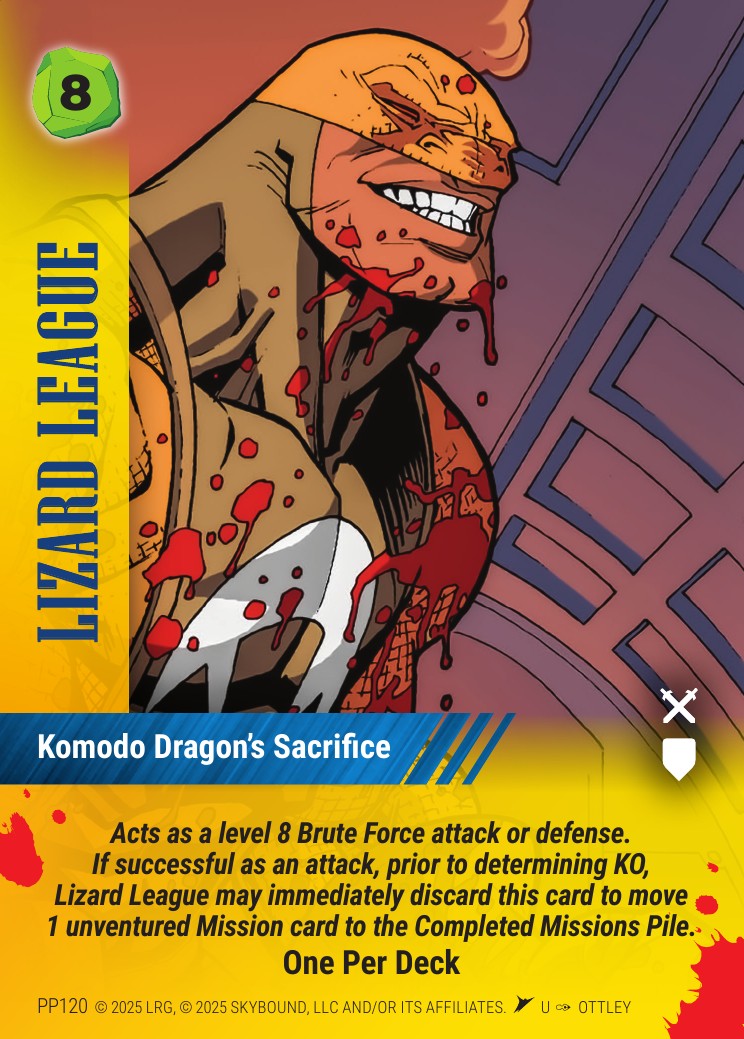 8
LIZARD LEAGUE
Komodo Dragon's Sacrifice
Acts as a level 8 Brute Force attack or defense.
If successful as an attack, prior to determining KO,
Lizard League may immediately discard this card to move
1 unventured Mission card to the Completed Missions Pile.
One Per Deck
PP120 © 2025 LRG, © 2025 SKYBOUND, LLC AND/OR ITS AFFILIATES. U OTTLEY